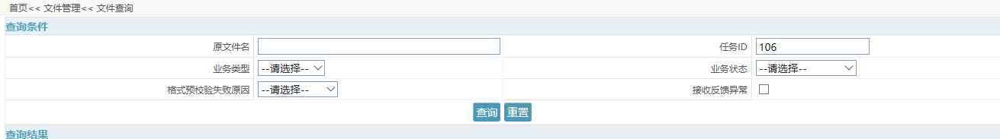 首页<< 文件管理<< 文件查询
查询条件
原文件名 任务ID 106
业务类型 --请选择-- 业务状态 --请选择--
格式预校验失败原因 --请选择-- 接收反馈异常
查询 重置
查询结果